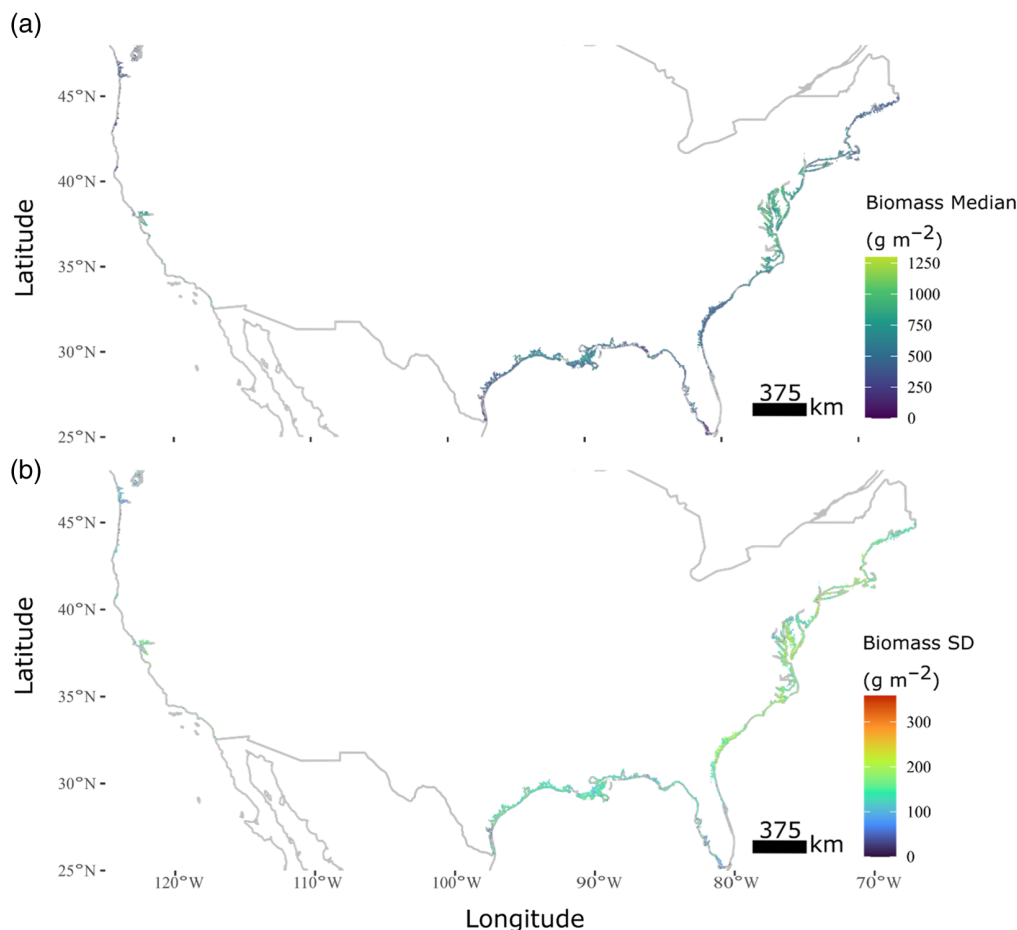 (a)
45°N
40°N
35°N
30°N
25°N
Latitude
Biomass Median
(g m⁻²)
1250
1000
750
500
250
0
375
km
(b)
45°N
40°N
35°N
30°N
25°N
Latitude
Biomass SD
(g m⁻²)
300
200
100
0
375
km
120°W 110°W 100°W 90°W 80°W 70°W
Longitude